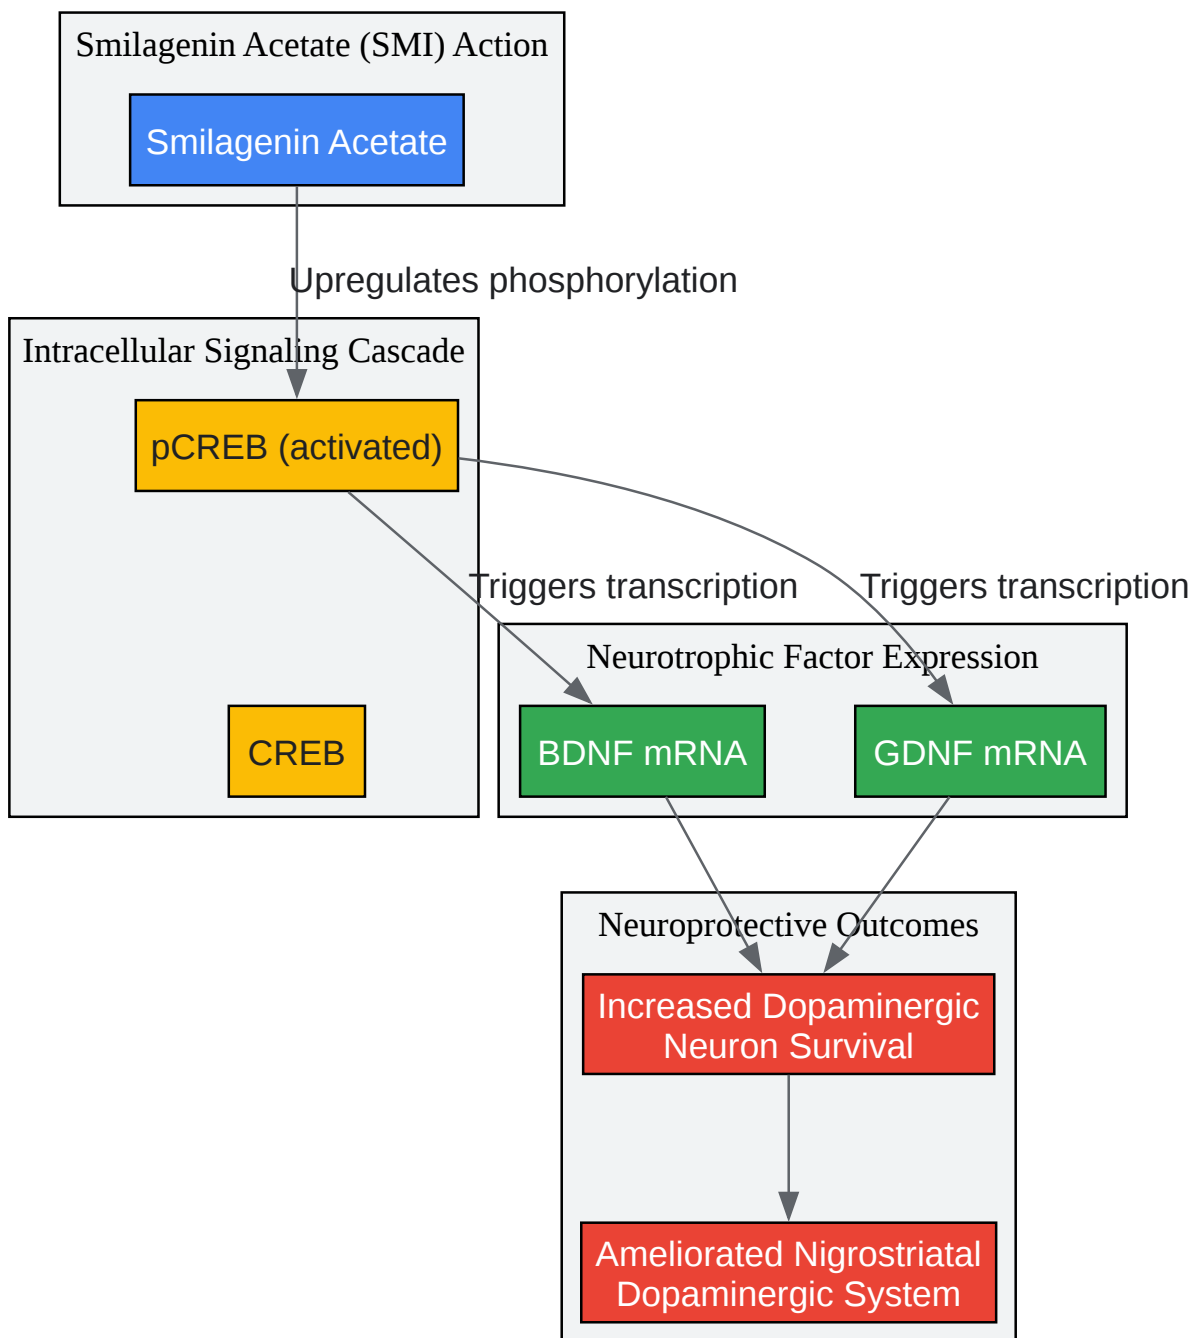 Smilagenin Acetate (SMI) Action
Smilagenin Acetate
Upregulates phosphorylation
Intracellular Signaling Cascade
pCREB (activated)
Triggers transcription
Triggers transcription
Neurotrophic Factor Expression
CREB
BDNF mRNA
GDNF mRNA
Neuroprotective Outcomes
Increased Dopaminergic
Neuron Survival
Ameliorated Nigrostriatal
Dopaminergic System